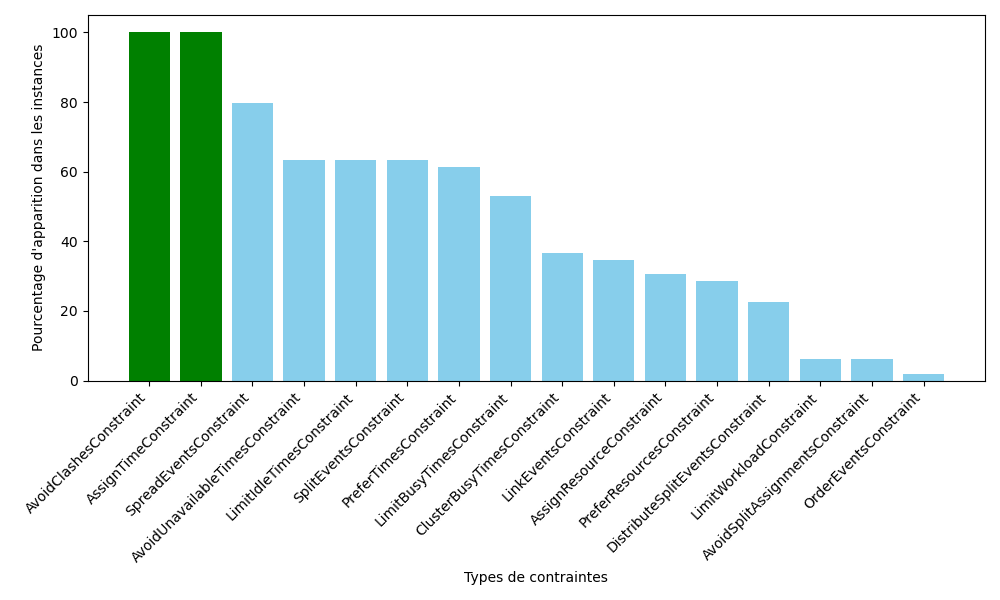 Pourcentage d'apparition dans les instances
100
80
60
40
20
0
AvoidClashesConstraint
AssignTimeConstraint
SpreadEventsConstraint
AvoidUnavailableTimesConstraint
LimitIdleTimesConstraint
SplitEventsConstraint
PreferTimesConstraint
LimitBusyTimesConstraint
ClusterBusyTimesConstraint
LinkEventsConstraint
AssignResourceConstraint
PreferResourcesConstraint
DistributeSplitEventsConstraint
LimitWorkloadConstraint
AvoidSplitAssignmentsConstraint
OrderEventsConstraint
Types de contraintes